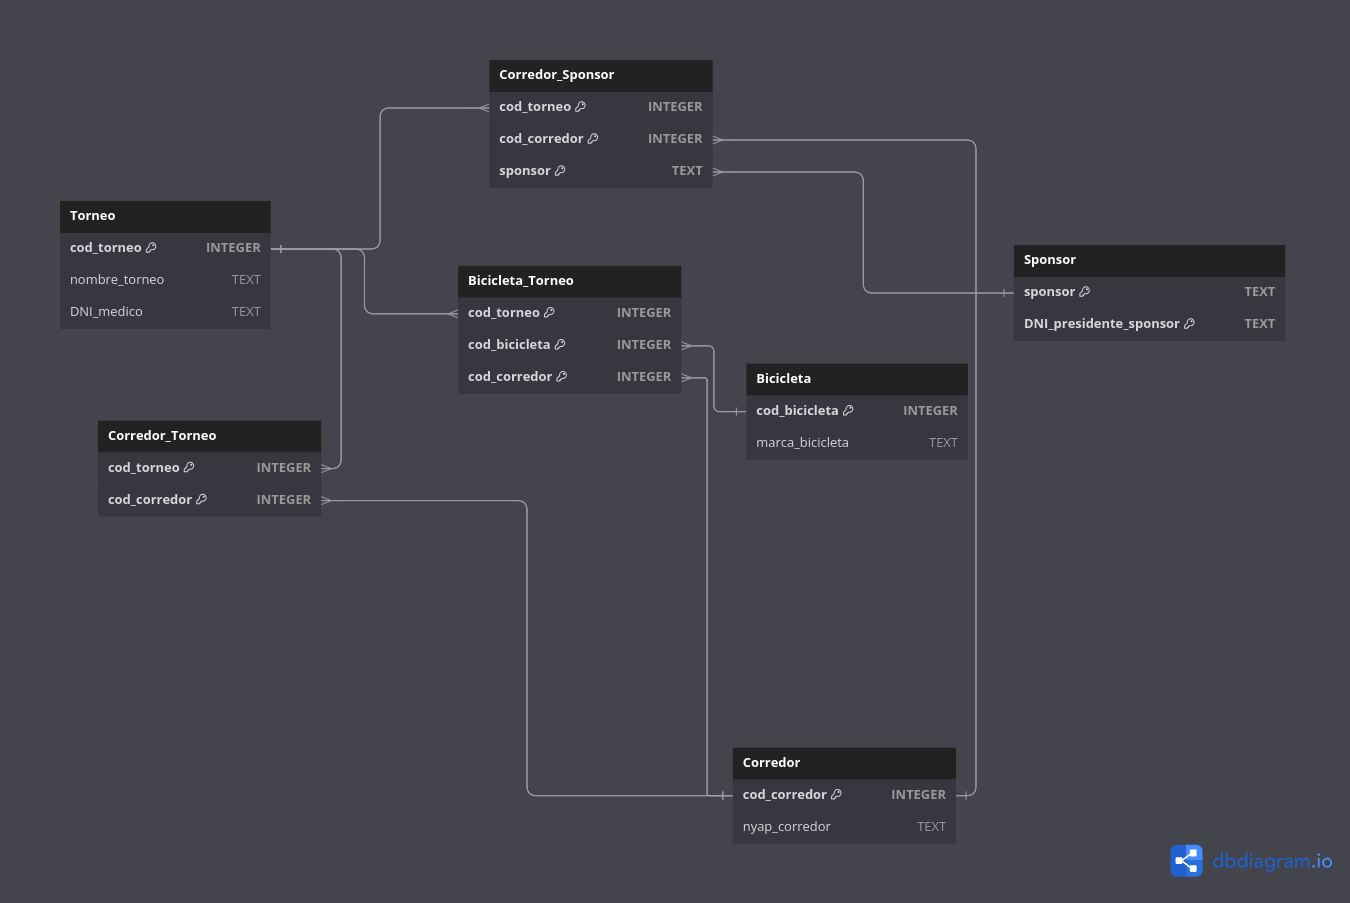 Corredor_Sponsor
cod_torneo INTEGER
cod_corredor INTEGER
sponsor TEXT
Torneo
cod_torneo INTEGER
nombre_torneo TEXT
DNI_medico TEXT
Sponsor
sponsor TEXT
DNI_presidente_sponsor TEXT
Bicicleta_Torneo
cod_torneo INTEGER
cod_bicicleta INTEGER
cod_corredor INTEGER
Bicicleta
cod_bicicleta INTEGER
marca_bicicleta TEXT
Corredor_Torneo
cod_torneo INTEGER
cod_corredor INTEGER
Corredor
cod_corredor INTEGER
nyap_corredor TEXT
dbdiagram.io